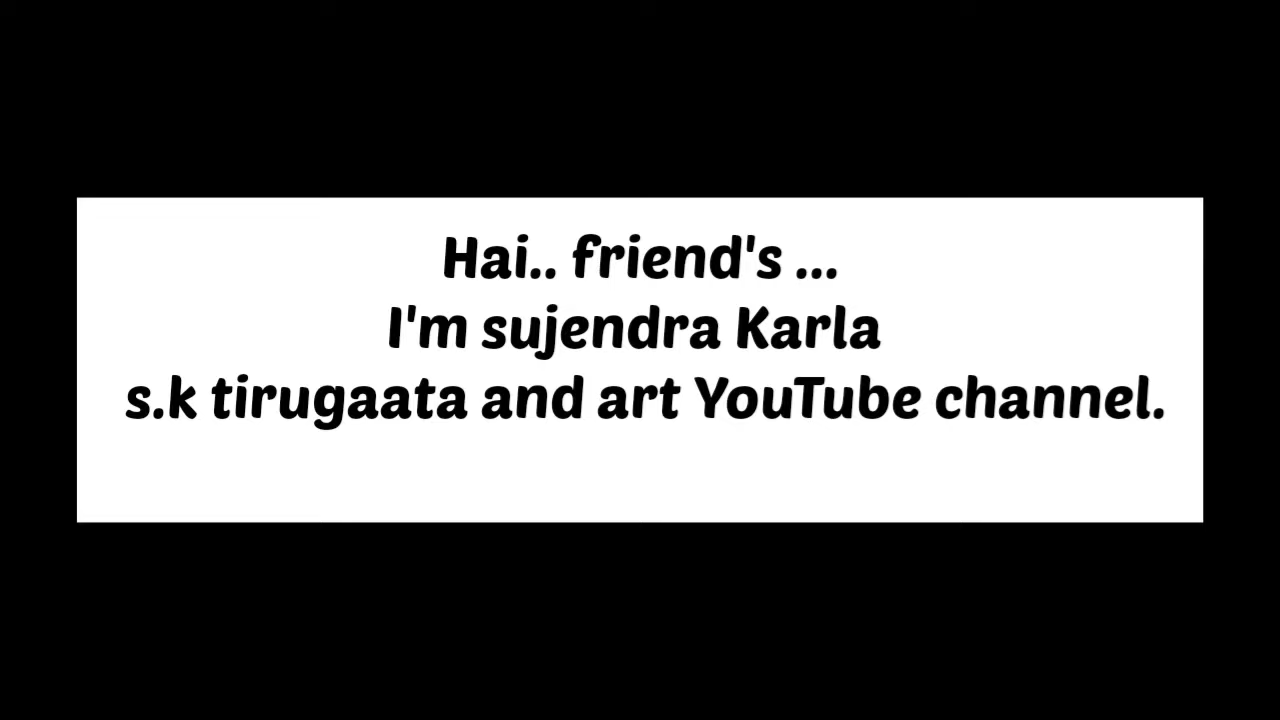 Hai.. friend's ...
I'm sujendra Karla
s.k tirugaata and art YouTube channel.